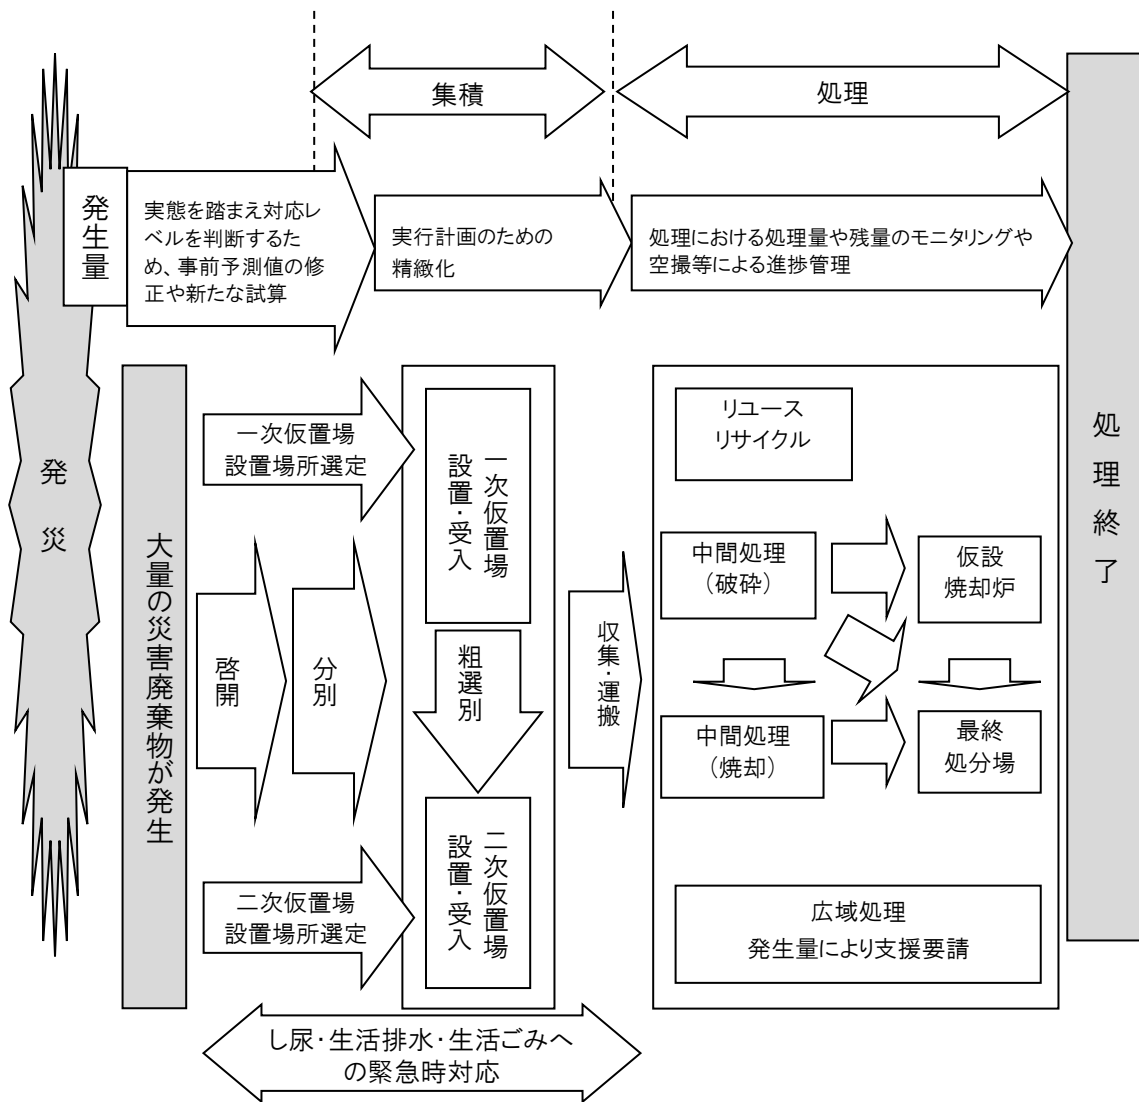 集積
処理
発生量
実態を踏まえ対応レ
ベルを判断するた
め、事前予測値の修
正や新たな試算
実行計画のための
精緻化
処理における処理量や残量のモニタリングや
空撮等による進捗管理
発災
大量の災害廃棄物が発生
一次仮置場
設置場所選定
啓開
分別
二次仮置場
設置場所選定
一次仮置場
設置・受入
粗選別
二次仮置場
設置・受入
収集・運搬
リユース
リサイクル
中間処理
（破砕）
仮設
焼却炉
中間処理
（焼却）
最終
処分場
広域処理
発生量により支援要請
処理終了
し尿・生活排水・生活ごみへ
の緊急時対応